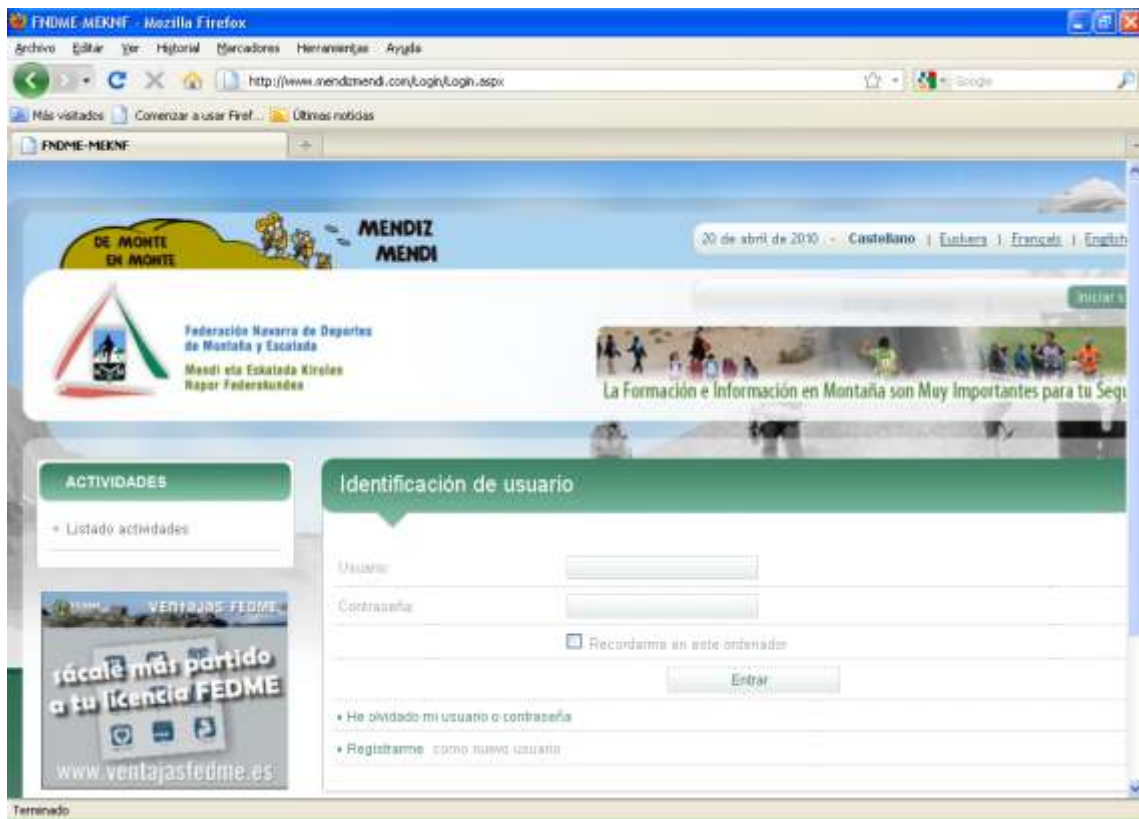 FNDME-MEKNF - Mozilla Firefox
Archivo Editar Ver Historial Marcadores Herramientas Ayuda
http://www.mendizmendi.com/Login/Login.aspx
Google
Más visitados Comenzar a usar Firef... Últimas noticias
FNDME-MEKNF
DE MONTE
EN MONTE
MENDIZ
MENDI
20 de abril de 2010 - Castellano | Euskera | Français | English
Iniciar s
Federación Navarra de Deportes
de Montaña y Escalada
Mendi eta Eskalada Kirolen
Napar Federakundea
La Formación e Información en Montaña son Muy Importantes para tu Segu
ACTIVIDADES
Listado actividades
Identificación de usuario
Usuario:
Contraseña:
Recordarme en este ordenador
Entrar
He olvidado mi usuario o contraseña
Registrarme como nuevo usuario
VENTAJAS FEDME
sácale más partido
a tu licencia FEDME
www.ventajasfedme.es
Terminado